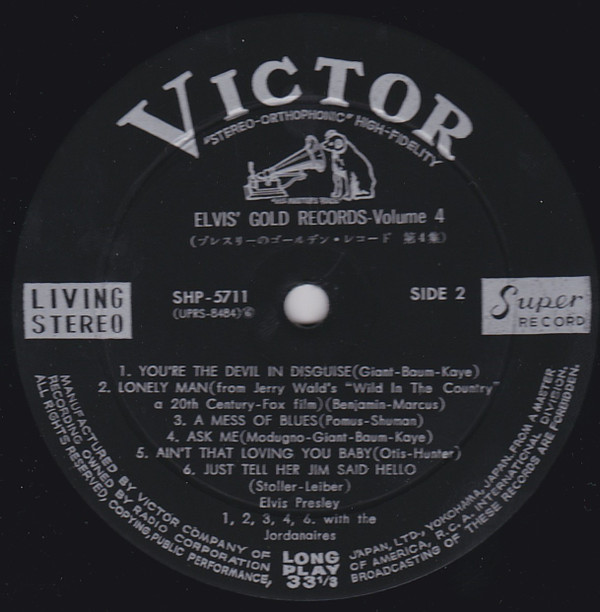 VICTOR
"STEREO-ORTHOPHONIC" HIGH-FIDELITY
"HIS MASTER'S VOICE"
ELVIS' GOLD RECORDS-Volume 4
(プレスリーのゴールデン・レコード 第4集)
LIVING
STEREO
SHP-5711
(UPRS-8484)
SIDE 2
Super
RECORD
1. YOU'RE THE DEVIL IN DISGUISE(Giant-Baum-Kaye)
2. LONELY MAN(from Jerry Wald's "Wild In The Country"
a 20th Century-Fox film)(Benjamin-Marcus)
3. A MESS OF BLUES(Pomus-Shuman)
4. ASK ME(Modugno-Giant-Baum-Kaye)
5. AIN'T THAT LOVING YOU BABY(Otis-Hunter)
6. JUST TELL HER JIM SAID HELLO
(Stoller-Leiber)
Elvis Presley
1, 2, 3, 4, 6. with the
Jordanaires
MANUFACTURED BY VICTOR COMPANY OF JAPAN, LTD., YOKOHAMA, JAPAN, FROM A MASTER
RECORDING OWNED BY RADIO CORPORATION OF AMERICA, R.C.A. INTERNATIONAL DIVISION.
ALL RIGHTS RESERVED, COPYING, PUBLIC PERFORMANCE, BROADCASTING OF THESE RECORDS ARE FORBIDDEN.
LONG
PLAY
33 1/3